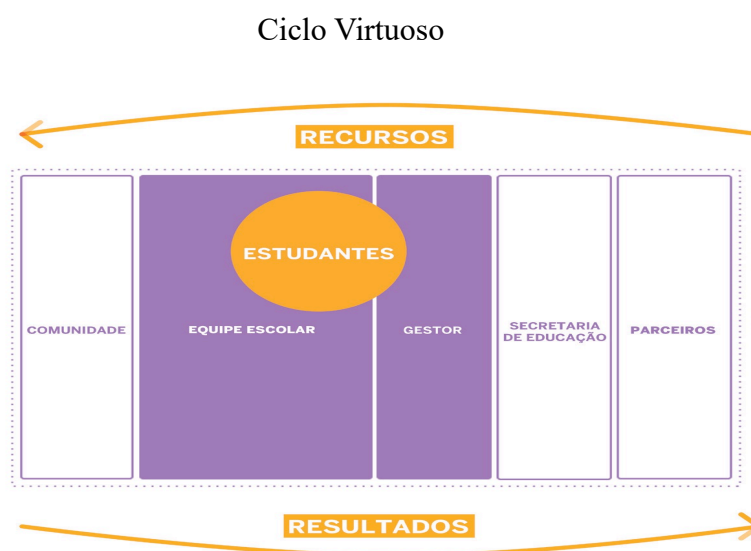 Ciclo Virtuoso
RECURSOS
ESTUDANTES
COMUNIDADE
EQUIPE ESCOLAR
GESTOR
SECRETARIA
DE EDUCAÇÃO
PARCEIROS
RESULTADOS